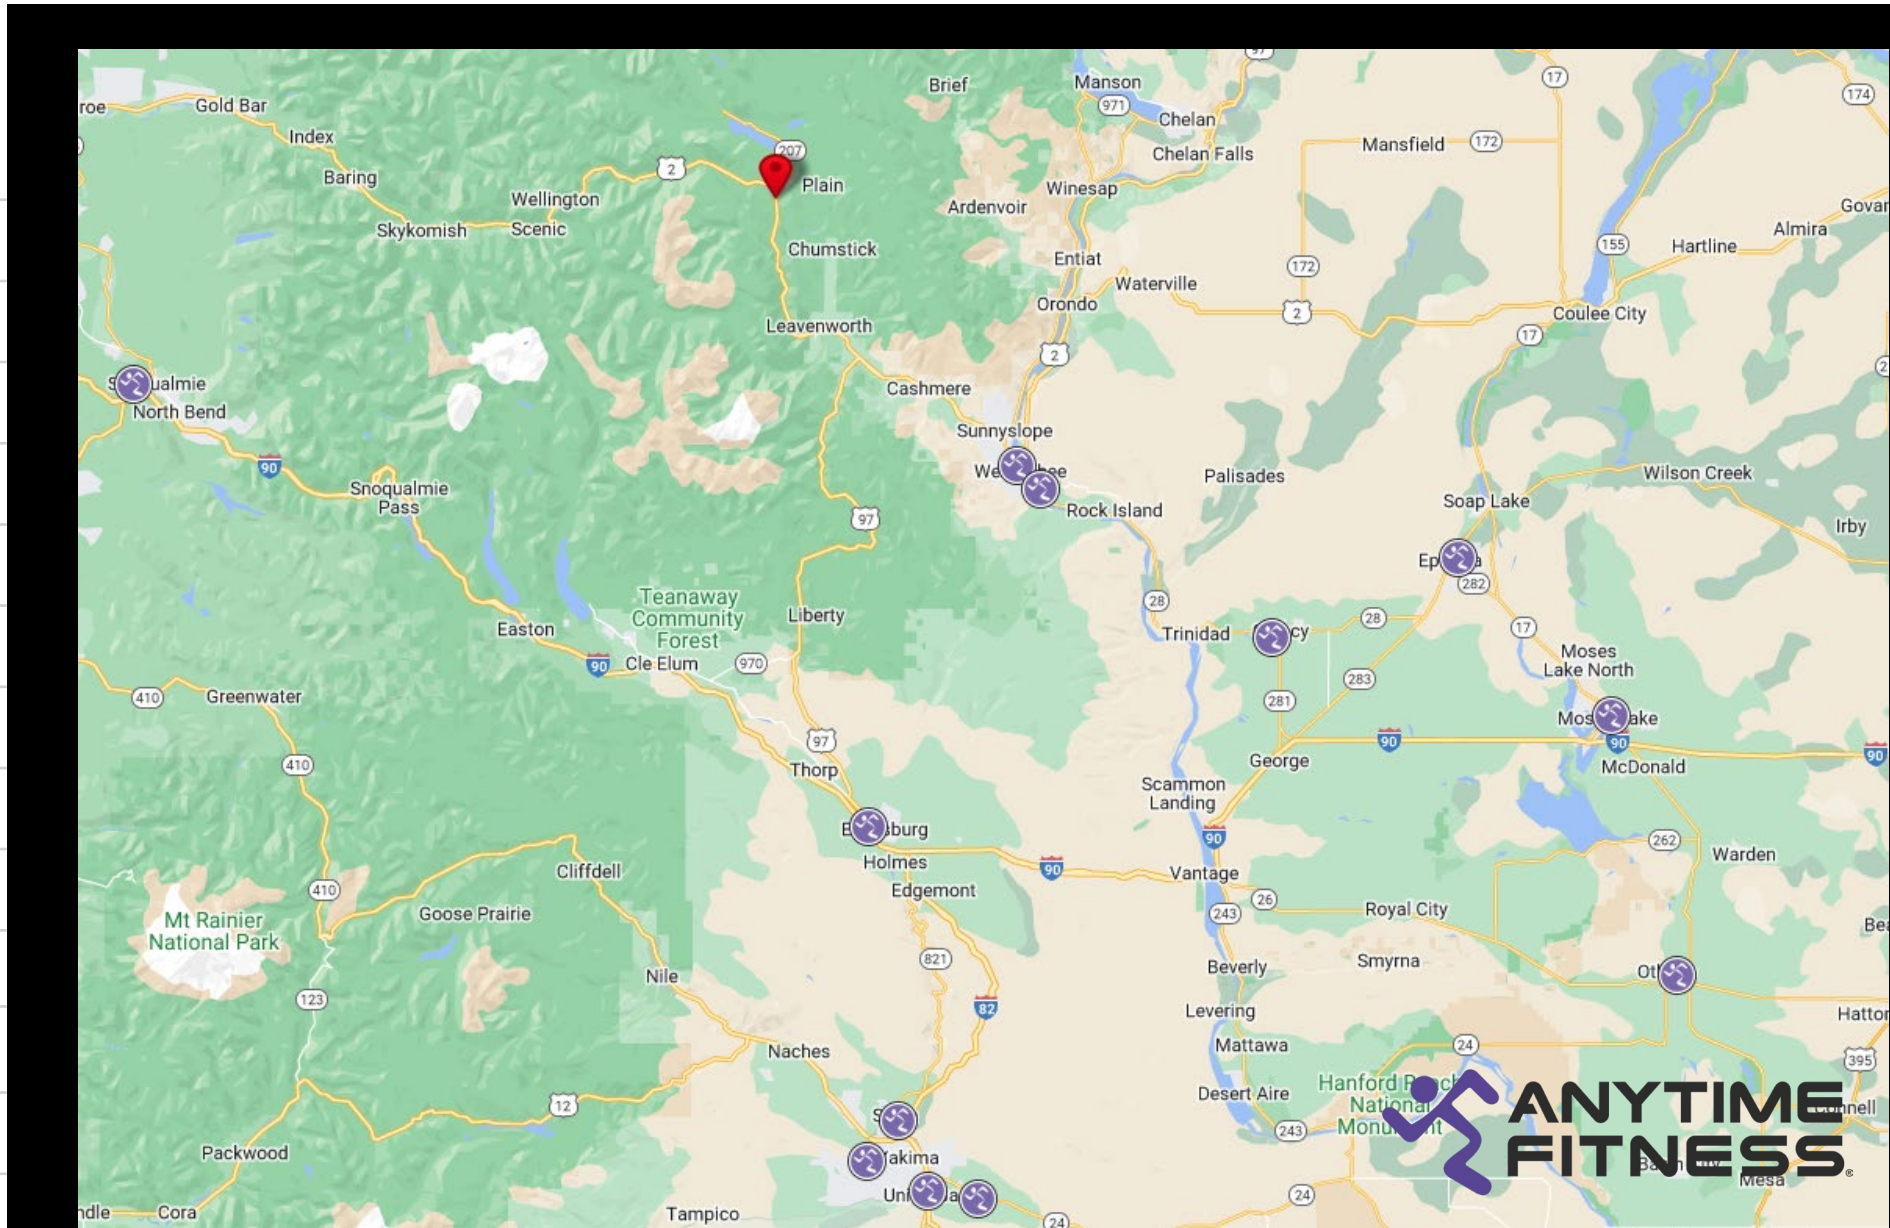 97
Brief
Manson
17
174
971
roe
Gold Bar
Chelan
Index
207
Mansfield
172
Chelan Falls
2
Baring
Plain
Winesap
Wellington
Ardenvoir
Skykomish
Scenic
Almira
155
Hartline
Chumstick
Entiat
172
Waterville
Orondo
2
Coulee City
Leavenworth
17
2
Cashmere
North Bend
Sunnyslope
90
Wilson Creek
Palisades
Snoqualmie
Pass
Soap Lake
Rock Island
97
Irby
282
Teanaway
Community
Forest
28
Liberty
28
17
Easton
Trinidad
Moses
Lake North
90
Cle Elum
970
283
410
Greenwater
281
97
90
90
90
George
410
Thorp
McDonald
Scammon
Landing
90
262
Holmes
Warden
Cliffdell
90
Vantage
410
Edgemont
26
Goose Prairie
243
Royal City
Mt Rainier
National Park
821
Smyrna
Beverly
Nile
123
82
Levering
24
Mattawa
Naches
395
Hanford
National
Desert Aire
12
ANYTIME
FITNESS
243
Packwood
Mesa
24
Cora
Tampico
24